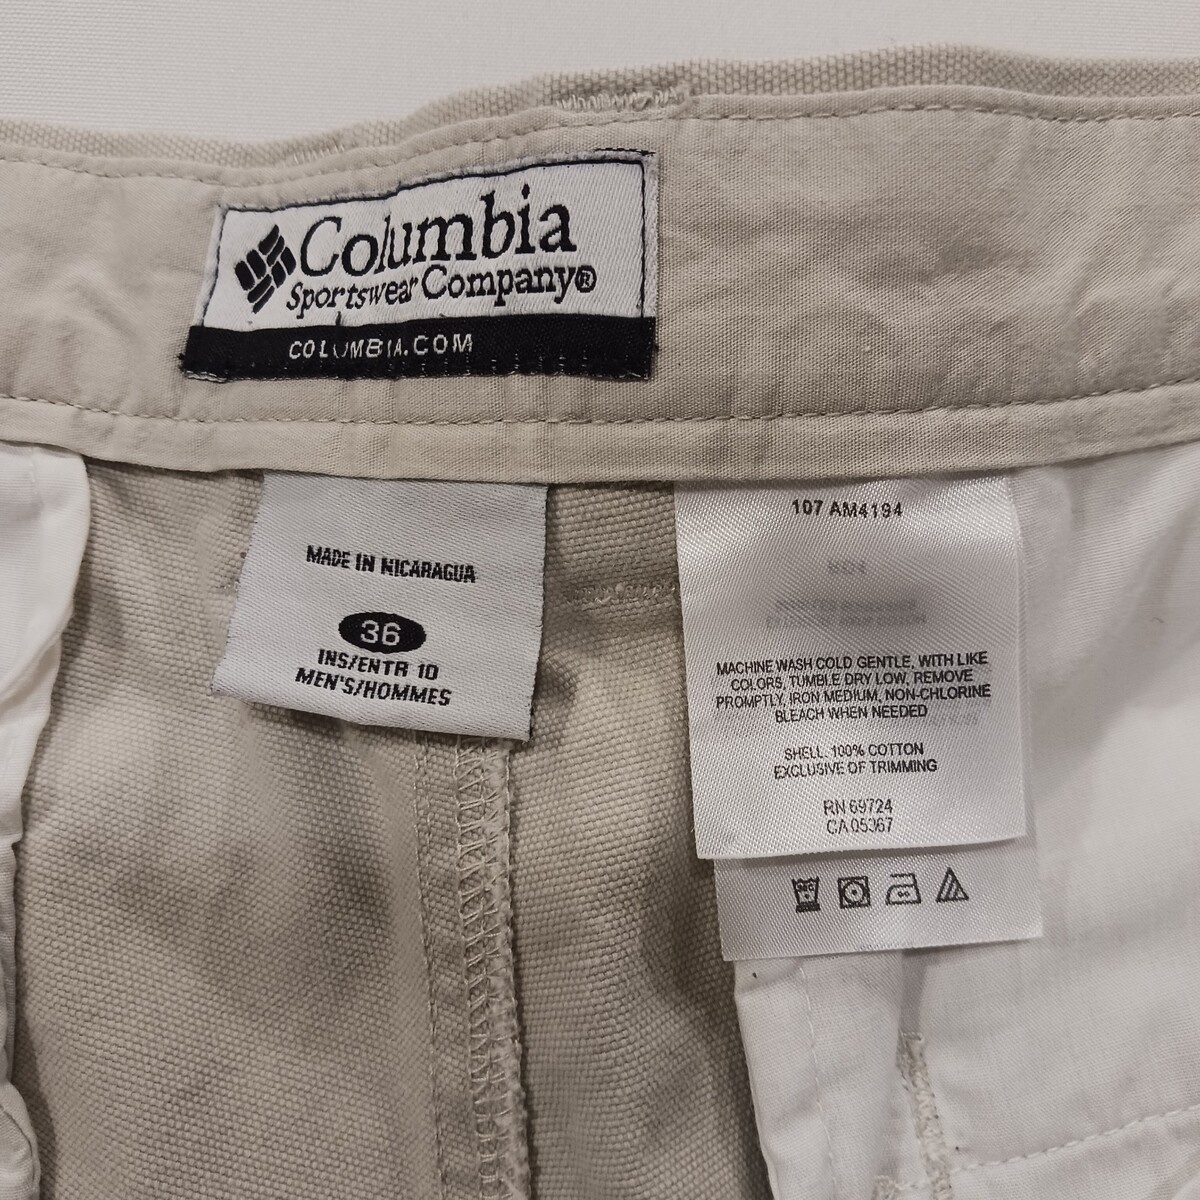 Columbia
Sportswear Company®
COLUMBIA.COM
MADE IN NICARAGUA
36
INS/ENTR 10
MEN'S/HOMMES
107 AM4194
MACHINE WASH COLD GENTLE, WITH LIKE
COLORS, TUMBLE DRY LOW, REMOVE
PROMPTLY, IRON MEDIUM, NON-CHLORINE
BLEACH WHEN NEEDED
SHELL: 100% COTTON
EXCLUSIVE OF TRIMMING
RN 69724
CA 05367